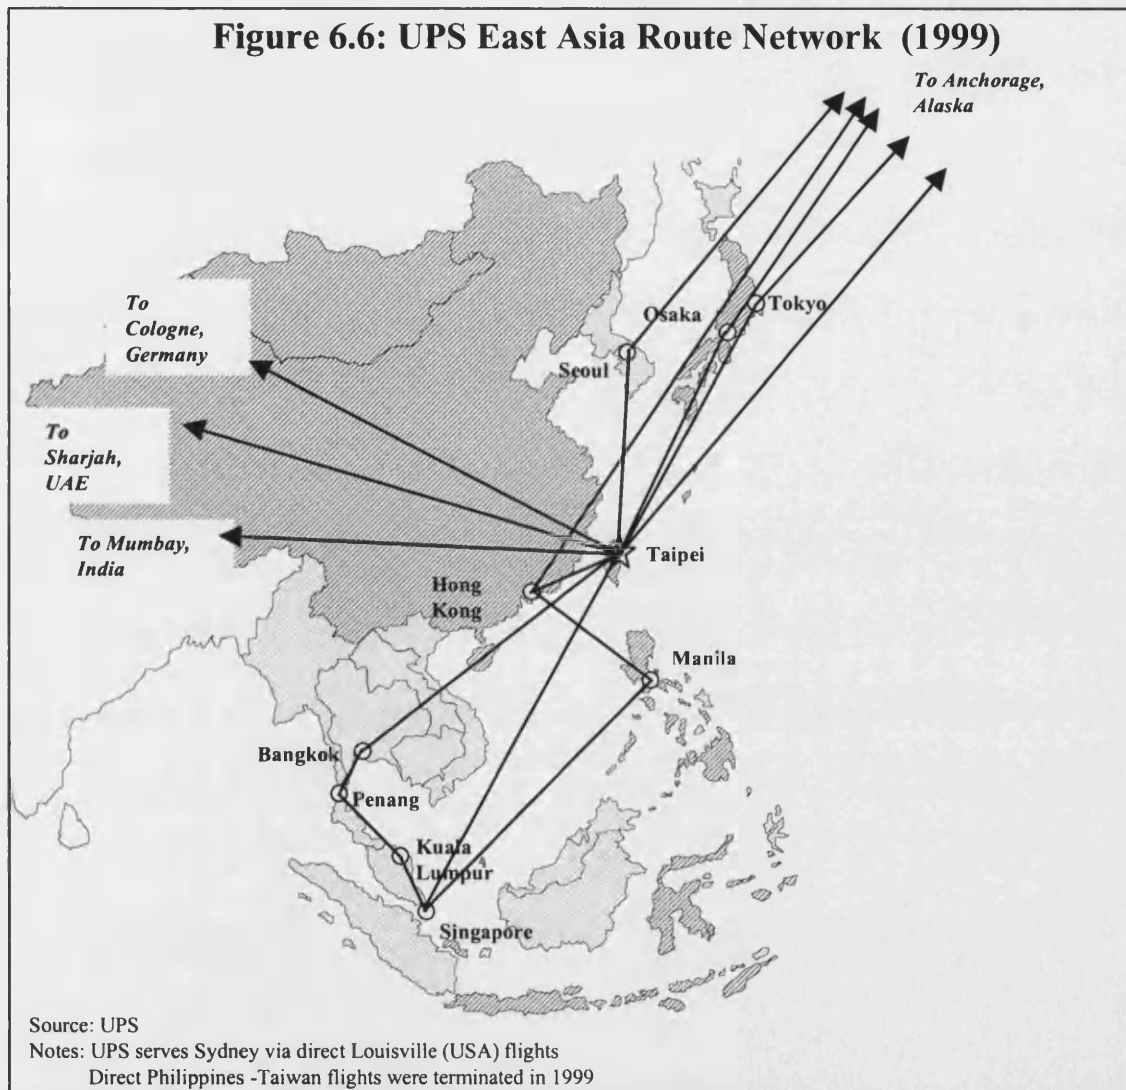 Figure 6.6: UPS East Asia Route Network (1999)
To Anchorage,
Alaska
To
Cologne,
Germany
Osaka
Tokyo
Seoul
To
Sharjah,
UAE
To Mumbay,
India
Taipei
Hong
Kong
Manila
Bangkok
Penang
Kuala
Lumpur
Singapore
Source: UPS
Notes: UPS serves Sydney via direct Louisville (USA) flights
Direct Philippines -Taiwan flights were terminated in 1999